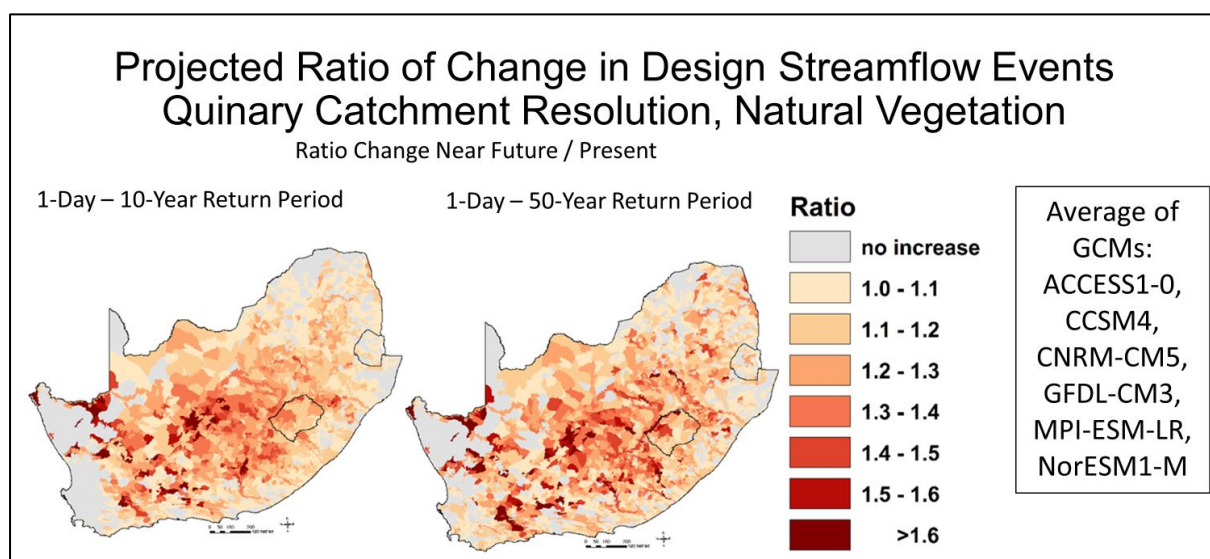 Projected Ratio of Change in Design Streamflow Events
Quinary Catchment Resolution, Natural Vegetation
Ratio Change Near Future / Present
1-Day – 10-Year Return Period
1-Day – 50-Year Return Period
Ratio
no increase
1.0 - 1.1
1.1 - 1.2
1.2 - 1.3
1.3 - 1.4
1.4 - 1.5
1.5 - 1.6
>1.6
Average of
GCMs:
ACCESS1-0,
CCSM4,
CNRM-CM5,
GFDL-CM3,
MPI-ESM-LR,
NorESM1-M